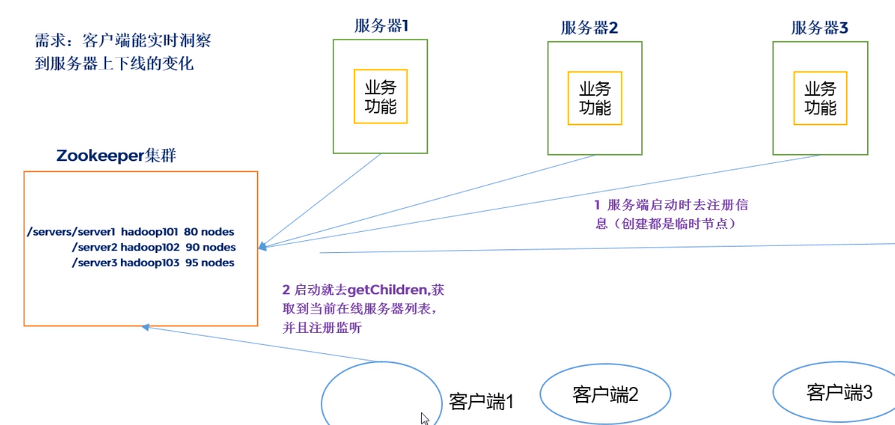 需求：客户端能实时洞察
到服务器上下线的变化
服务器1
服务器2
服务器3
业务
功能
业务
功能
业务
功能
Zookeeper集群
/servers/server1 hadoop101 80 nodes
/server2 hadoop102 90 nodes
/server3 hadoop103 95 nodes
1 服务端启动时去注册信
息（创建都是临时节点）
2 启动就去getChildren,获
取到当前在线服务器列表，
并且注册监听
客户端1
客户端2
客户端3